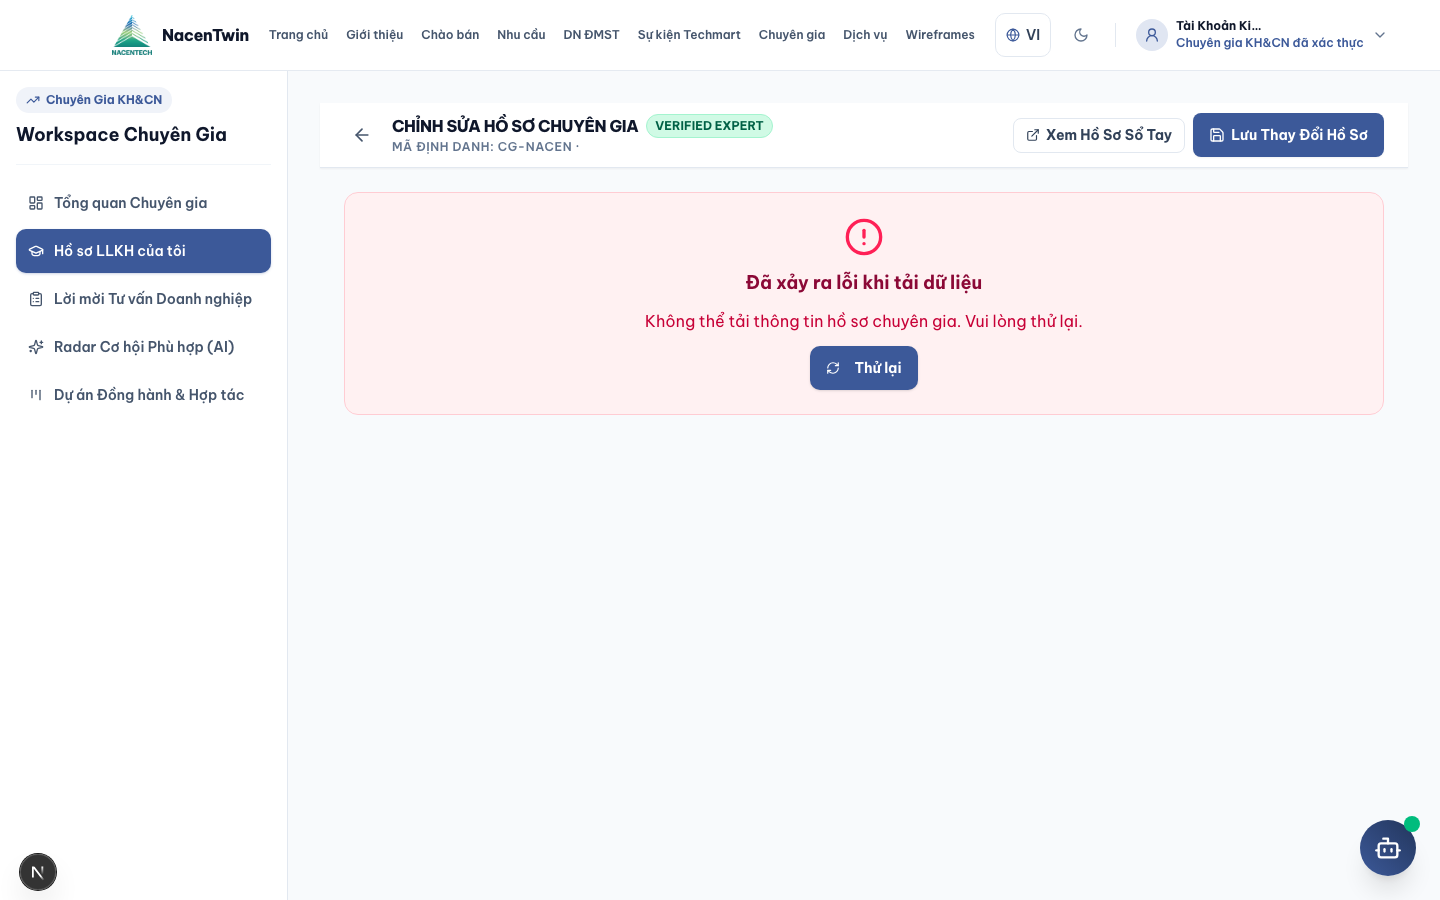 NACENTECH
NacenTwin
Trang chủ
Giới thiệu
Chào bán
Nhu cầu
DN ĐMST
Sự kiện Techmart
Chuyên gia
Dịch vụ
Wireframes
VI
Tài Khoản Ki...
Chuyên gia KH&CN đã xác thực
Chuyên Gia KH&CN
Workspace Chuyên Gia
Tổng quan Chuyên gia
Hồ sơ LLKH của tôi
Lời mời Tư vấn Doanh nghiệp
Radar Cơ hội Phù hợp (AI)
Dự án Đồng hành & Hợp tác
CHỈNH SỬA HỒ SƠ CHUYÊN GIA
VERIFIED EXPERT
MÃ ĐỊNH DANH: CG-NACEN ·
Xem Hồ Sơ Sổ Tay
Lưu Thay Đổi Hồ Sơ
Đã xảy ra lỗi khi tải dữ liệu
Không thể tải thông tin hồ sơ chuyên gia. Vui lòng thử lại.
Thử lại
N